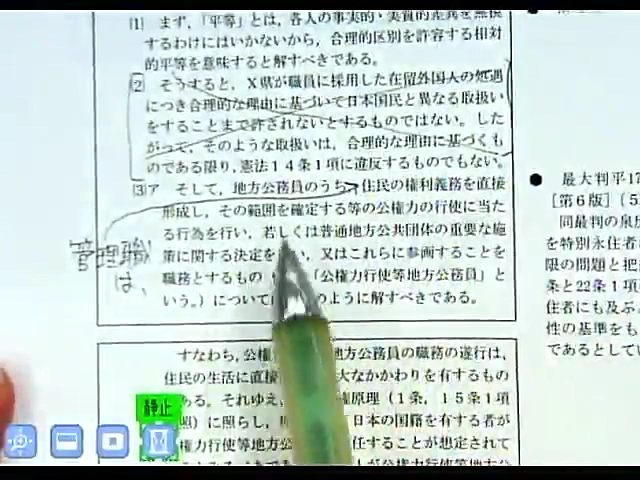 [1] まず、「平等」とは、各人の事実的・実質的差異を無視
するわけにはいかないから、合理的区別を許容する相対
的平等を意味すると解すべきである。
[2] そうすると、X県が職員に採用した在留外国人の処遇
につき合理的な理由に基づいて日本国民と異なる取扱い
をすることまで許されないとするものではない。した
がって、そのような取扱いは、合理的な理由に基づくも
のである限り、憲法14条1項に違反するものでもない。
[3]ア そして、地方公務員のうち、住民の権利義務を直接
形成し、その範囲を確定する等の公権力の行使に当た
る行為を行い、若しくは普通地方公共団体の重要な施
策に関する決定を い、又はこれらに参画することを
職務とするもの 「公権力行使等地方公務員」と
いう。)について のように解すべきである。
管理職
は、
すなわち、公権 地方公務員の職務の遂行は、
住民の生活に直接 大なかかわりを有するもの
ある。それゆえ、 権原理(1条、15条1項
照)に照らし、 日本の国籍を有する者が
権力行使等地方公 任することが想定されて
静止
● 最大判平17
[第6版](5
同判の泉
を特別永住者
限の問題と把
条と22条1項
住者にも及ぶ
性の基準をも
であるとしてい